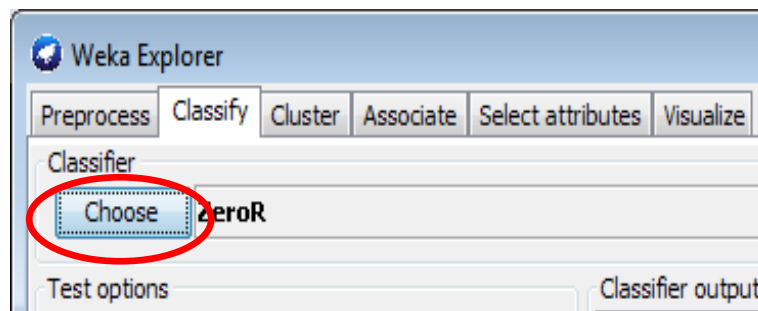 Weka Explorer
Preprocess Classify Cluster Associate Select attributes Visualize
Classifier
Choose ZeroR
Test options Classifier output